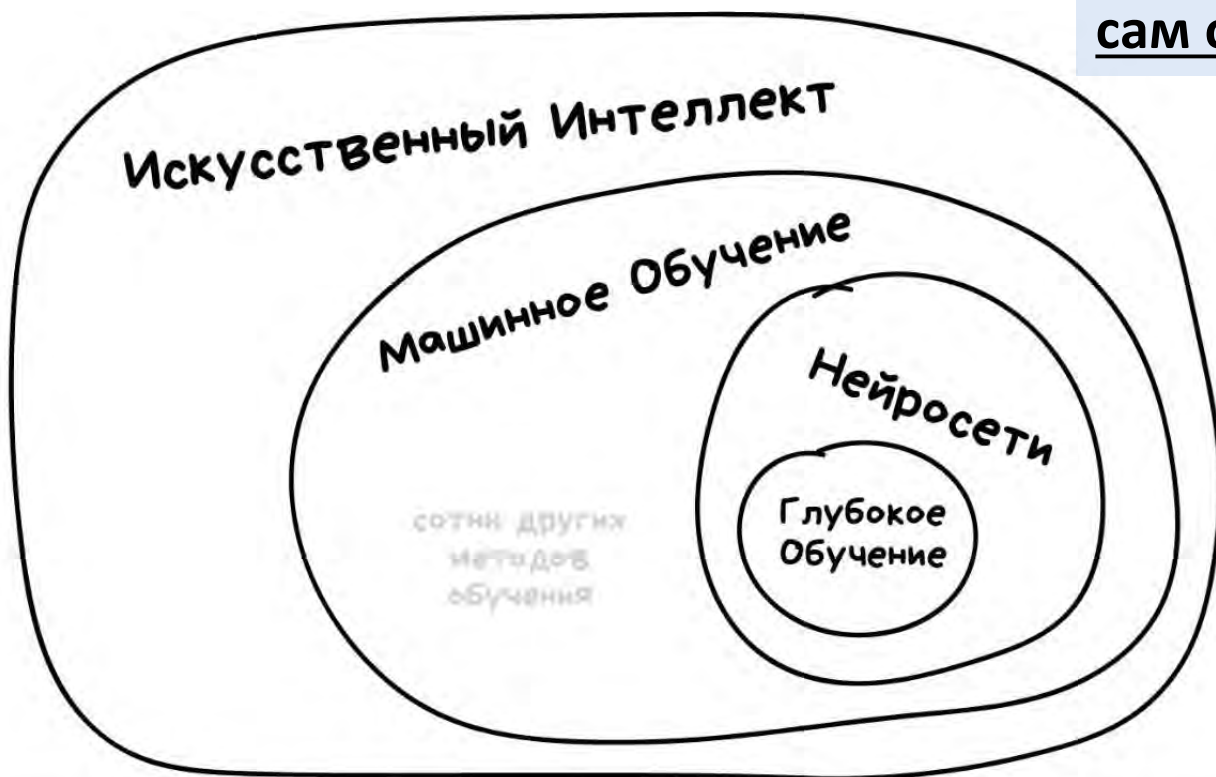 сам
Искусственный Интеллект
Машинное Обучение
Нейросети
Глубокое
Обучение
сотни других
методов
обучения